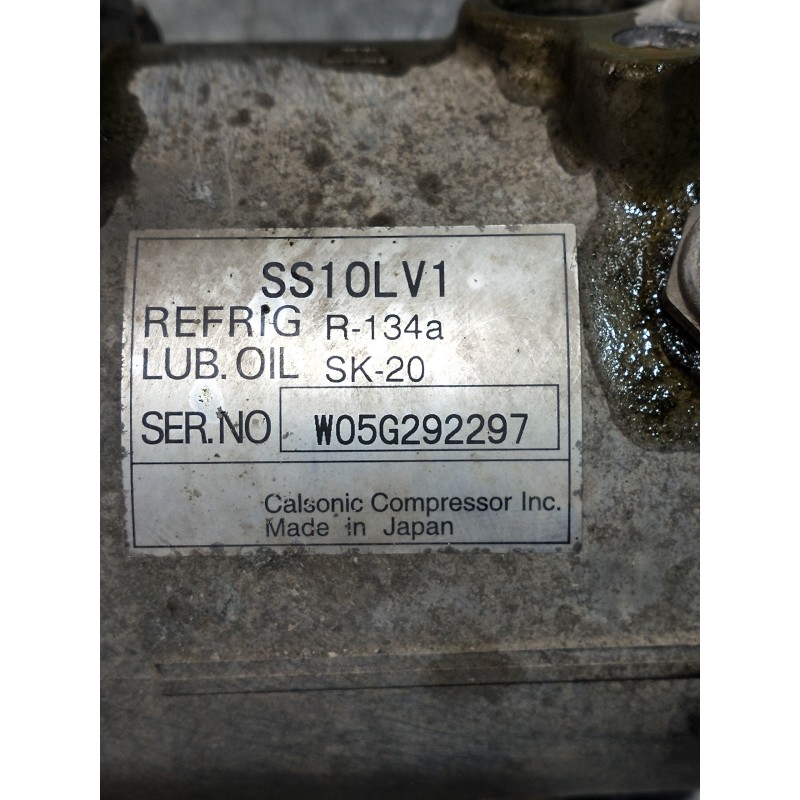 SS10LV1
REFRIG R-134a
LUB. OIL SK-20
SER.NO W05G292297
Calsonic Compressor Inc.
Made in Japan